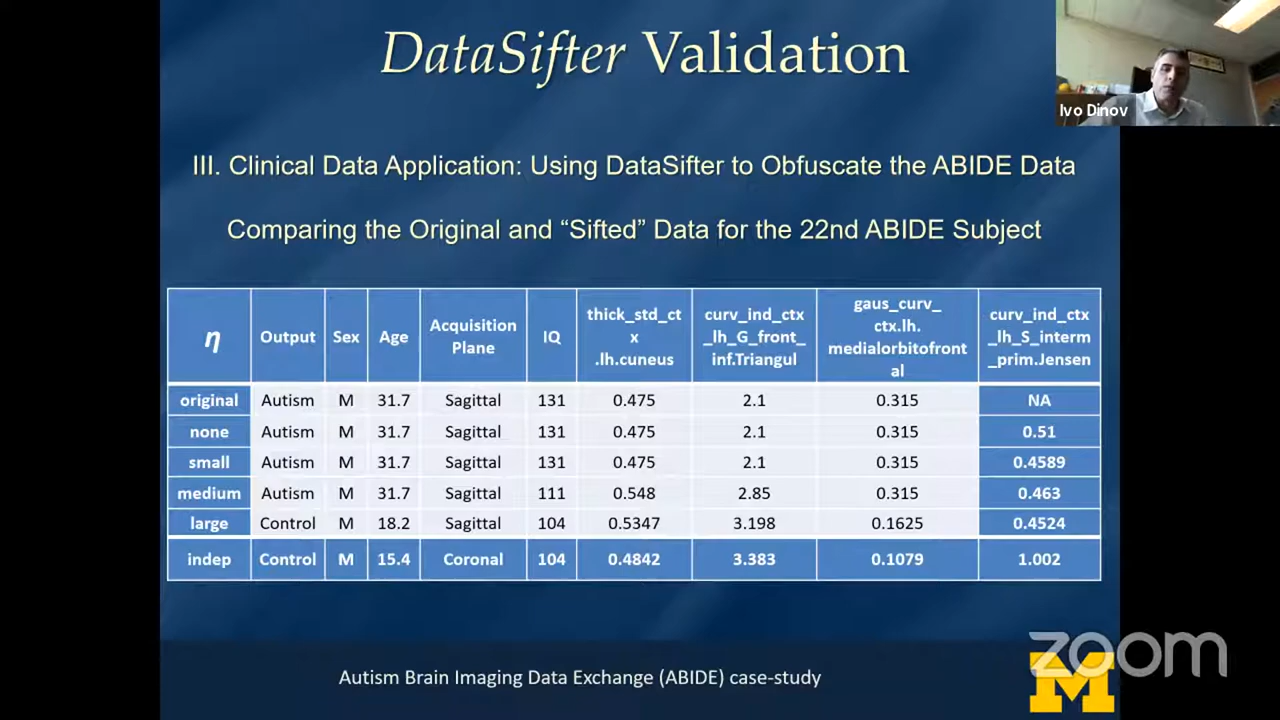 DataSifter Validation
Ivo Dinov
III. Clinical Data Application: Using DataSifter to Obfuscate the ABIDE Data
Comparing the Original and “Sifted” Data for the 22nd ABIDE Subject
η Output Sex Age Acquisition Plane IQ thick_std_ct x .lh.cuneus curv_ind_ctx _lh_G_front_ inf.Triangul gaus_curv_ ctx.lh. medialorbitofront al curv_ind_ctx _lh_S_interm _prim.Jensen
original Autism M 31.7 Sagittal 131 0.475 2.1 0.315 NA
none Autism M 31.7 Sagittal 131 0.475 2.1 0.315 0.51
small Autism M 31.7 Sagittal 131 0.475 2.1 0.315 0.4589
medium Autism M 31.7 Sagittal 111 0.548 2.85 0.315 0.463
large Control M 18.2 Sagittal 104 0.5347 3.198 0.1625 0.4524
indep Control M 15.4 Coronal 104 0.4842 3.383 0.1079 1.002
Autism Brain Imaging Data Exchange (ABIDE) case-study
zoom
M